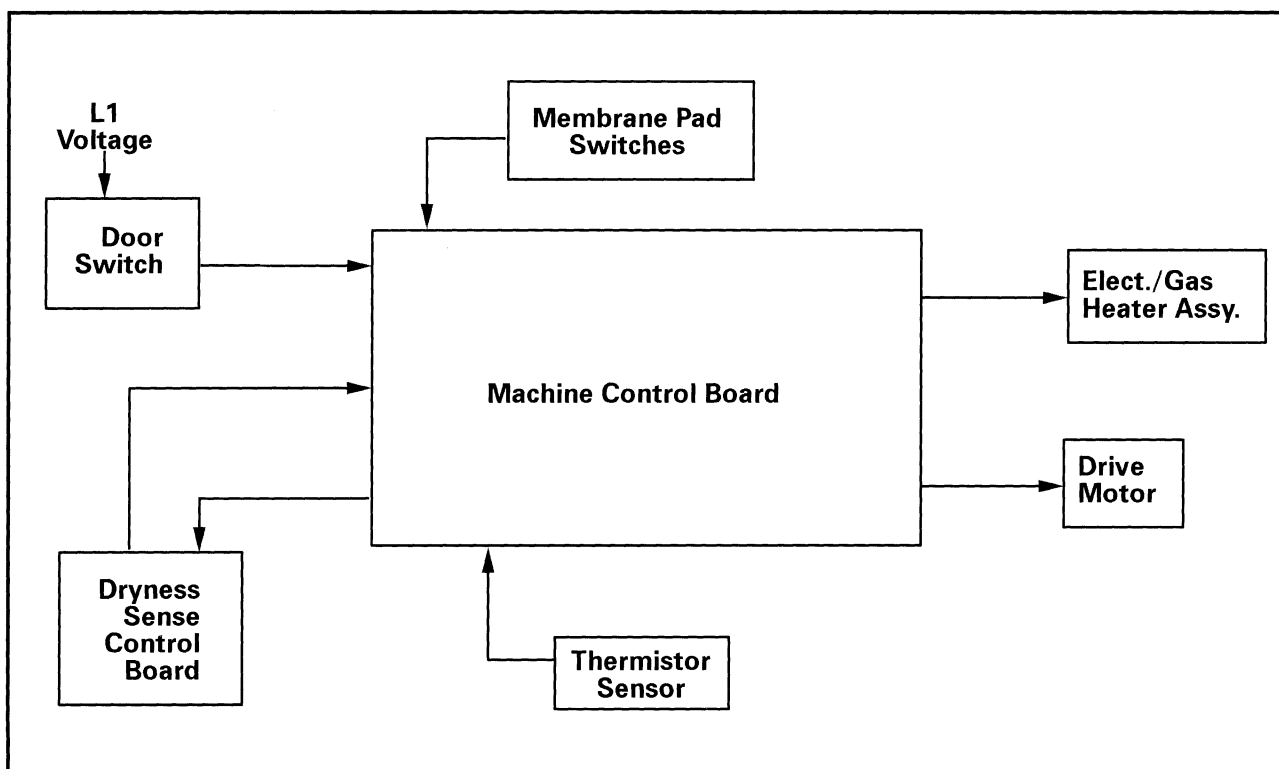 L1
Voltage
Door
Switch
Membrane Pad
Switches
Elect./Gas
Heater Assy.
Machine Control Board
Drive
Motor
Dryness
Sense
Control
Board
Thermistor
Sensor